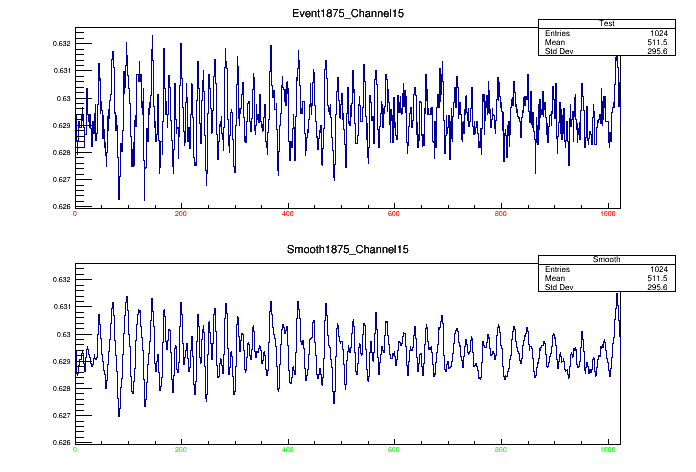 Event1875_Channel15
Test
Entries 1024
Mean 511.5
Std Dev 295.6
0.632
0.631
0.63
0.629
0.628
0.627
0.626
0 200 400 600 800 1000
Smooth1875_Channel15
Smooth
Entries 1024
Mean 511.5
Std Dev 295.6
0.632
0.631
0.63
0.629
0.628
0.627
0.626
0 200 400 600 800 1000